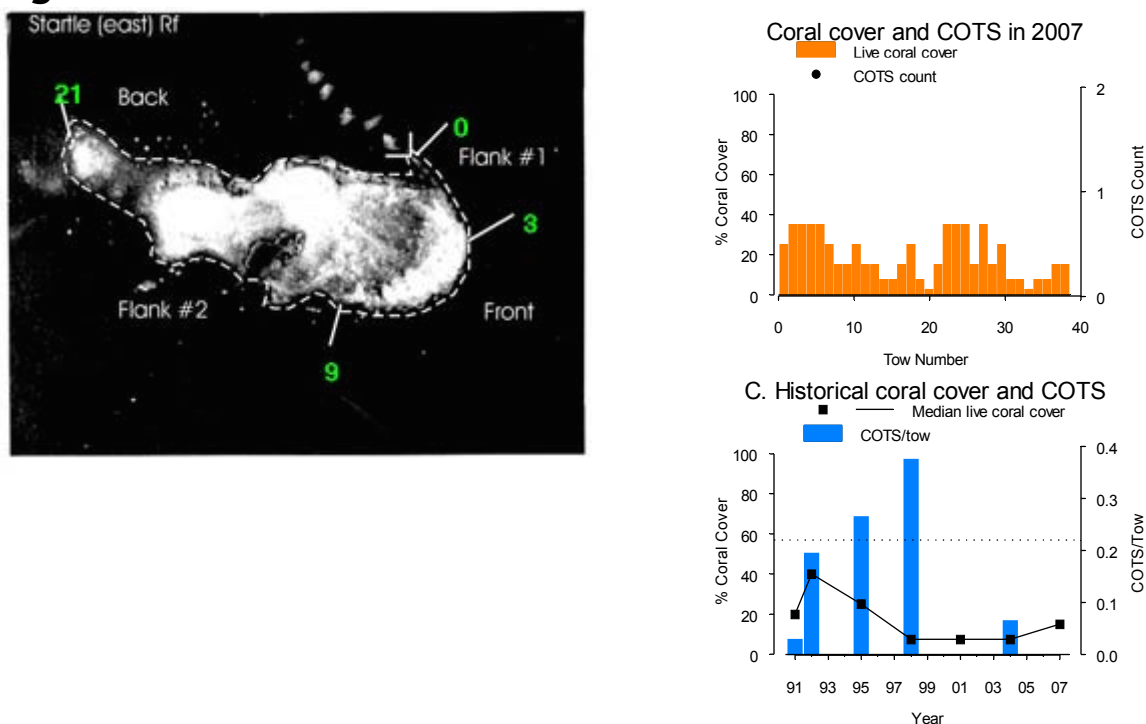 Startle (east) Rf
21
Back
0
Flank #1
3
Flank #2
Front
9
Coral cover and COTS in 2007
Live coral cover
COTS count
100
80
60
40
20
0
% Coral Cover
2
1
0
COTS Count
0 10 20 30 40
Tow Number
C. Historical coral cover and COTS
Median live coral cover
COTS/tow
100
80
60
40
20
0
% Coral Cover
0.4
0.3
0.2
0.1
0.0
COTS/Tow
91 93 95 97 99 01 03 05 07
Year